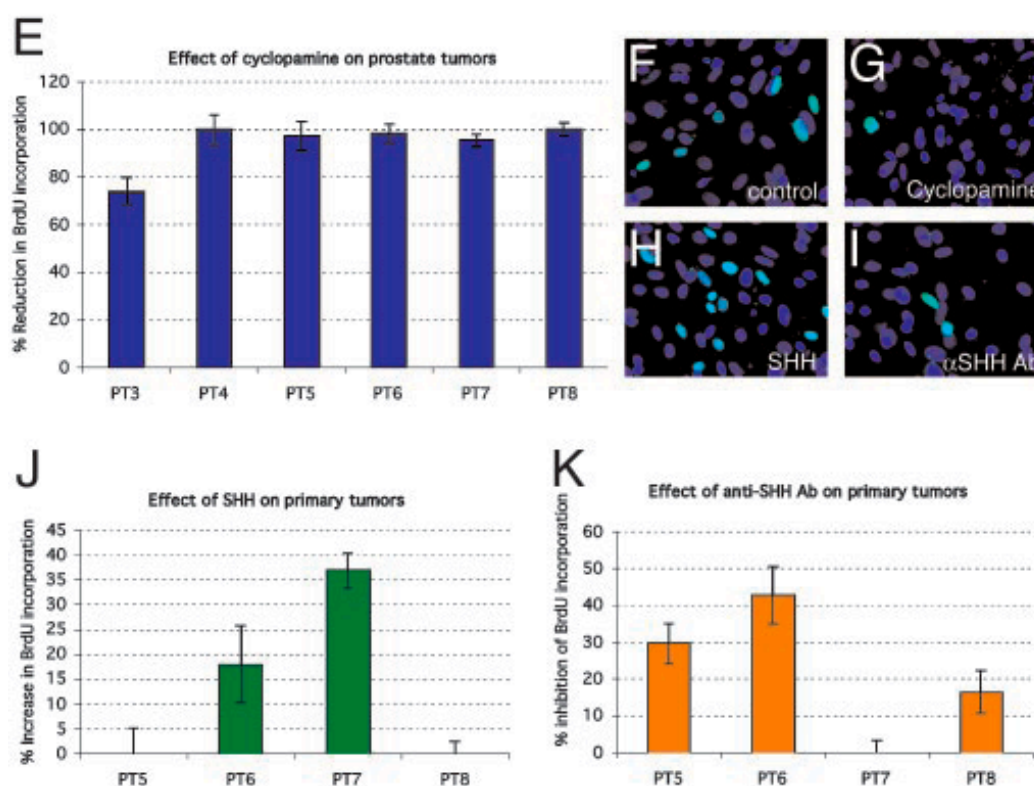 E
Effect of cyclopamine on prostate tumors
% Reduction in BrdU incorporation
120
100
80
60
40
20
0
PT3 PT4 PT5 PT6 PT7 PT8
F
control
G
Cyclopamine
H
SHH
I
αSHH Ab
J
Effect of SHH on primary tumors
% Increase in BrdU incorporation
45
40
35
30
25
20
15
10
5
0
PT5 PT6 PT7 PT8
K
Effect of anti-SHH Ab on primary tumors
% inhibition of BrdU incorporation
60
50
40
30
20
10
0
PT5 PT6 PT7 PT8